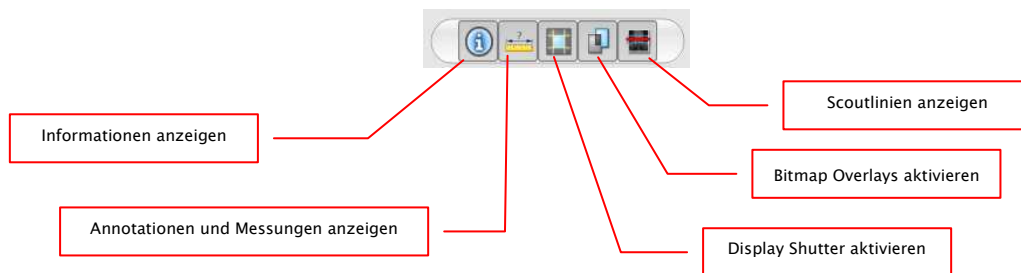 Scoutlinien anzeigen
Informationen anzeigen
Bitmap Overlays aktivieren
Annotationen und Messungen anzeigen
Display Shutter aktivieren